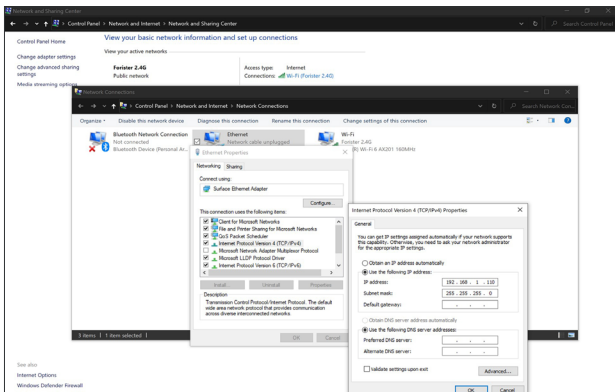 Network and Sharing Center
Control Panel > Network and Internet > Network and Sharing Center
Search Control Panel
Control Panel Home
Change adapter settings
Change advanced sharing
settings
Media streaming options
View your basic network information and set up connections
View your active networks
Forister 2.4G
Public network
Access type: Internet
Connections: Wi-Fi (Forister 2.4G)
Network Connections
Control Panel > Network and Internet > Network Connections
Search Network Con...
Organize
Disable this network device
Diagnose this connection
Rename this connection
Change settings of this connection
Bluetooth Network Connection
Not connected
Bluetooth Device (Personal Ar...
Ethernet
Network cable unplugged
Wi-Fi
Forister 2.4G
(R) Wi-Fi 6 AX201 160MHz
Ethernet Properties
Networking
Sharing
Connect using:
Surface Ethernet Adapter
Configure...
This connection uses the following items:
Client for Microsoft Networks
File and Printer Sharing for Microsoft Networks
QoS Packet Scheduler
Internet Protocol Version 4 (TCP/IPv4)
Microsoft Network Adapter Multiplexor Protocol
Microsoft LLDP Protocol Driver
Internet Protocol Version 6 (TCP/IPv6)
Install...
Uninstall
Properties
Description
Transmission Control Protocol/Internet Protocol. The default
wide area network protocol that provides communication
across diverse interconnected networks.
OK
Cancel
Internet Protocol Version 4 (TCP/IPv4) Properties
General
You can get IP settings assigned automatically if your network supports
this capability. Otherwise, you need to ask your network administrator
for the appropriate IP settings.
Obtain an IP address automatically
Use the following IP address:
IP address: 192 . 168 . 1 . 110
Subnet mask: 255 . 255 . 255 . 0
Default gateway:
Obtain DNS server address automatically
Use the following DNS server addresses:
Preferred DNS server:
Alternate DNS server:
Validate settings upon exit
Advanced...
OK
Cancel
3 items
1 item selected
See also
Internet Options
Windows Defender Firewall